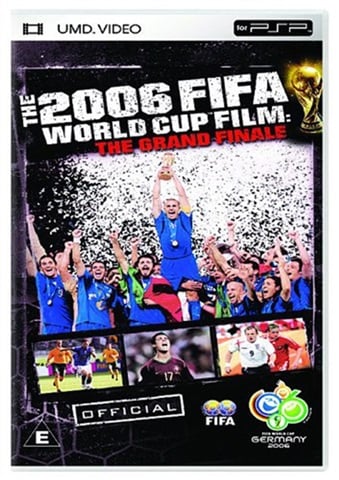 UMD.VIDEO
for PSP
THE 2006 FIFA
WORLD CUP FILM:
THE GRAND FINALE
17
OFFICIAL
E
FIFA
FIFA WORLD CUP
GERMANY
2006